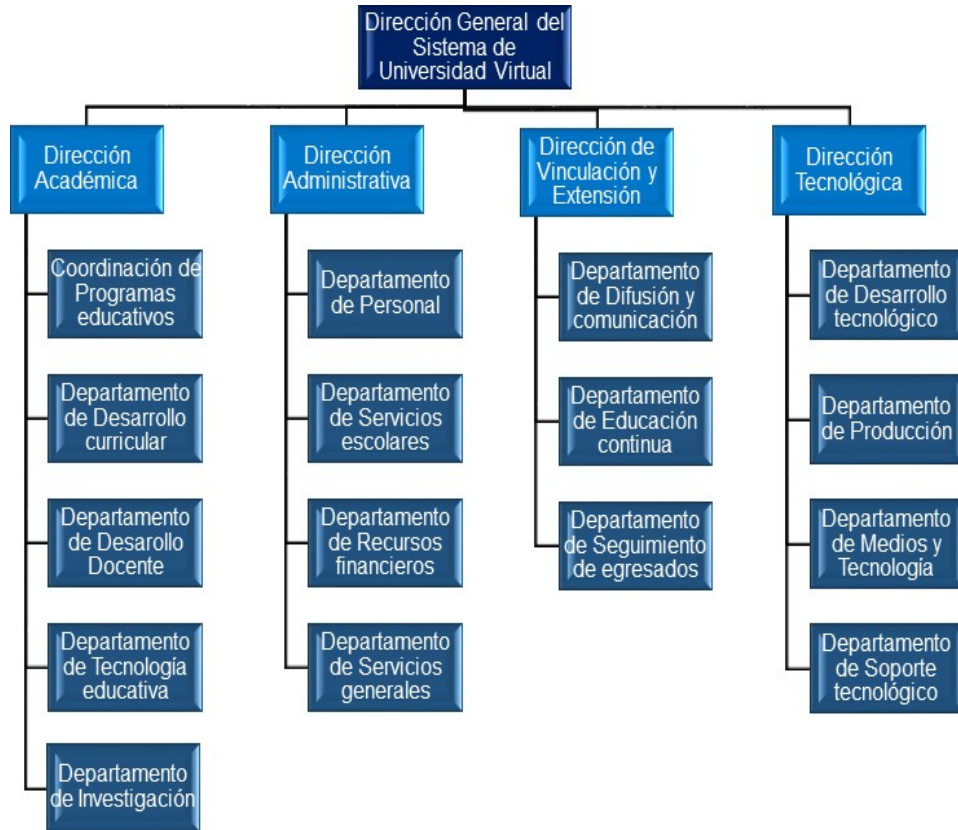 Dirección General del
Sistema de
Universidad Virtual
Dirección
Académica
Coordinación de
Programas
educativos
Departamento
de Desarrollo
curricular
Departamento
de Desaollo
Docente
Departamento
de Tecnología
educativa
Departamento
de Investigación
Dirección
Administrativa
Departamento
de Personal
Departamento
de Servicios
escolares
Departamento
de Recursos
financieros
Departamento
de Servicios
generales
Dirección de
Vinculación y
Extensión
Departamento
de Difusión y
comunicación
Departamento
de Educación
continua
Departamento
de Seguimiento
de egresados
Dirección
Tecnológica
Departamento
de Desarrollo
tecnológico
Departamento
de Producción
Departamento
de Medios y
Tecnología
Departamento
de Soporte
tecnológico